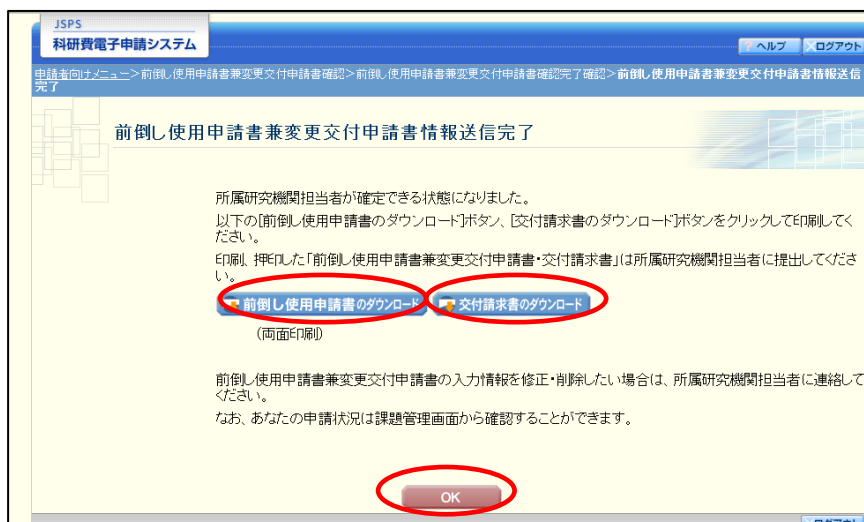 JSPS
科研費電子申請システム
? ヘルプ
×ログアウト
申請者向けメニュー>前倒し使用申請書兼変更交付申請書確認>前倒し使用申請書兼変更交付申請書確認完了確認>前倒し使用申請書兼変更交付申請書情報送信
完了
前倒し使用申請書兼変更交付申請書情報送信完了
所属研究機関担当者が確定できる状態になりました。
以下の[前倒し使用申請書のダウンロード]ボタン、[交付請求書のダウンロード]ボタンをクリックして印刷してく
ださい。
印刷、押印した「前倒し使用申請書兼変更交付申請書・交付請求書」は所属研究機関担当者に提出してくださ
い。
前倒し使用申請書のダウンロード
交付請求書のダウンロード
(両面印刷)
前倒し使用申請書兼変更交付申請書の入力情報を修正・削除したい場合は、所属研究機関担当者に連絡して
ください。
なお、あなたの申請状況は課題管理画面から確認することができます。
OK